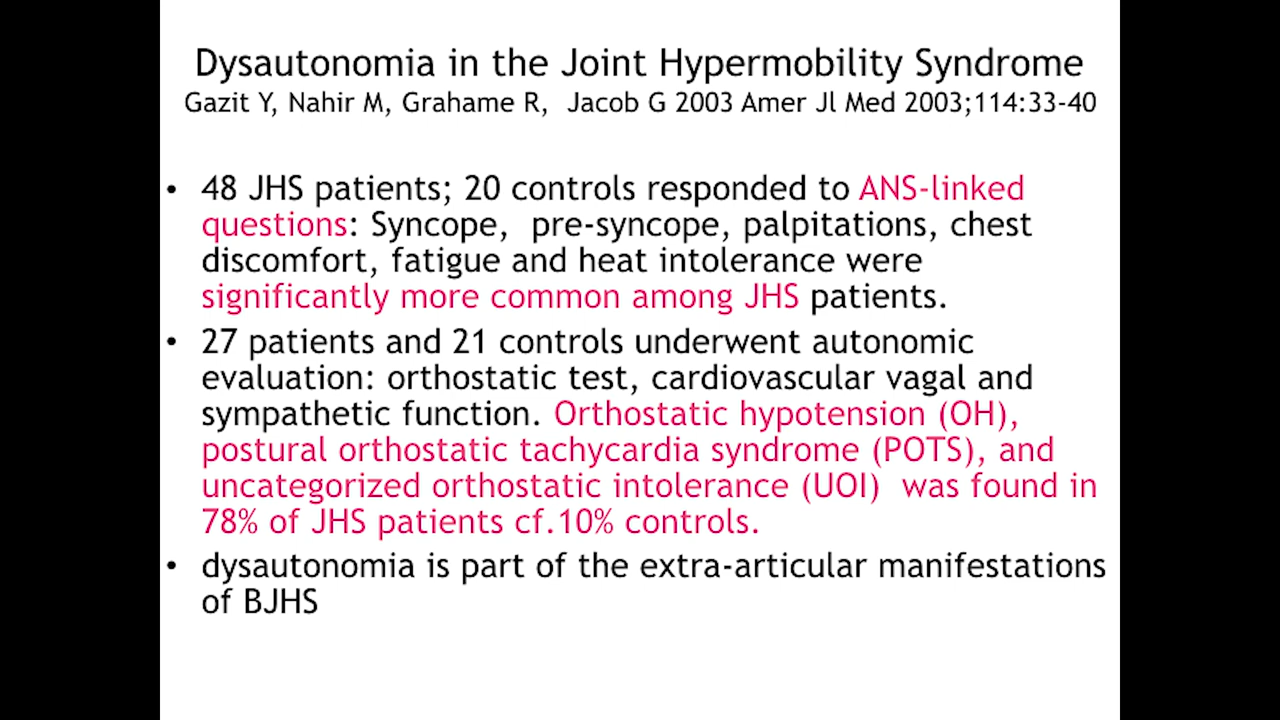 Dysautonomia in the Joint Hypermobility Syndrome
Gazit Y, Nahir M, Grahame R,  Jacob G 2003 Amer Jl Med 2003;114:33-40
• 48 JHS patients; 20 controls responded to ANS-linked
questions: Syncope,  pre-syncope, palpitations, chest
discomfort, fatigue and heat intolerance were
significantly more common among JHS patients.
• 27 patients and 21 controls underwent autonomic
evaluation: orthostatic test, cardiovascular vagal and
sympathetic function. Orthostatic hypotension (OH),
postural orthostatic tachycardia syndrome (POTS), and
uncategorized orthostatic intolerance (UOI)  was found in
78% of JHS patients cf.10% controls.
• dysautonomia is part of the extra-articular manifestations
of BJHS